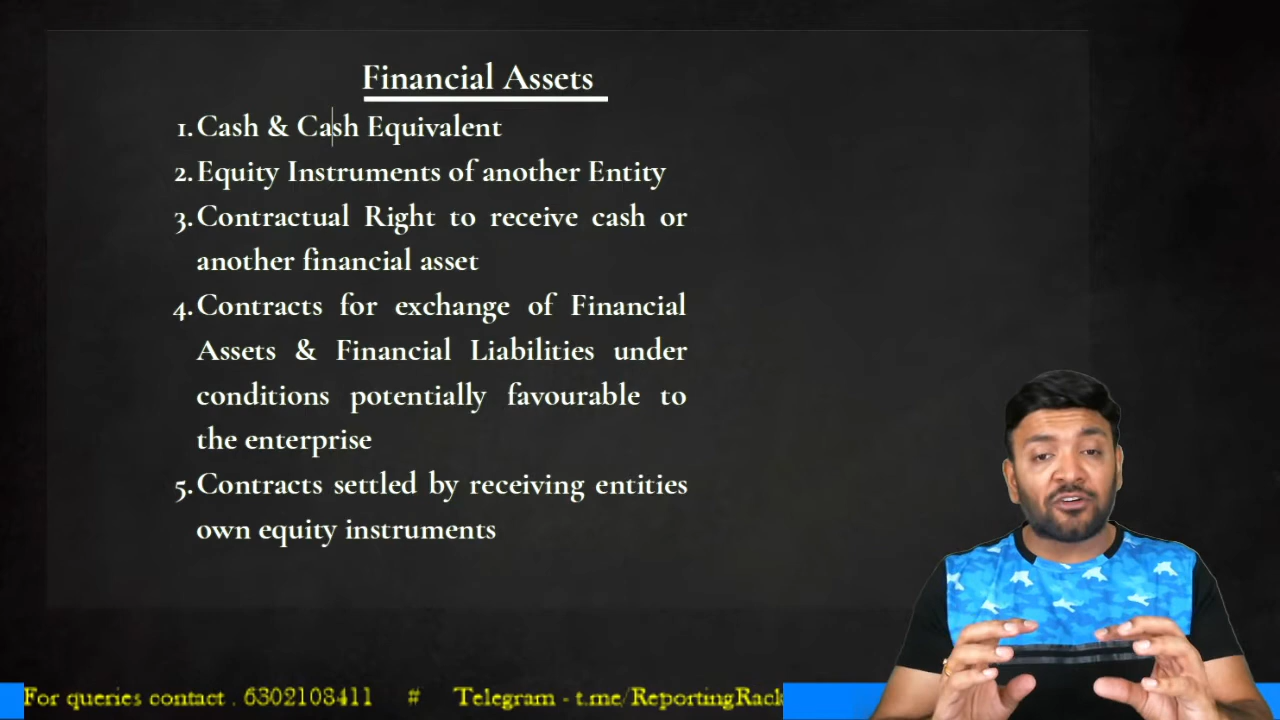 Financial Assets
1. Cash & Cash Equivalent
2. Equity Instruments of another Entity
3. Contractual Right to receive cash or
another financial asset
4. Contracts for exchange of Financial
Assets & Financial Liabilities under
conditions potentially favourable to
the enterprise
5. Contracts settled by receiving entities
own equity instruments
For queries contact . 6302108411 # Telegram - t.me/ReportingRack